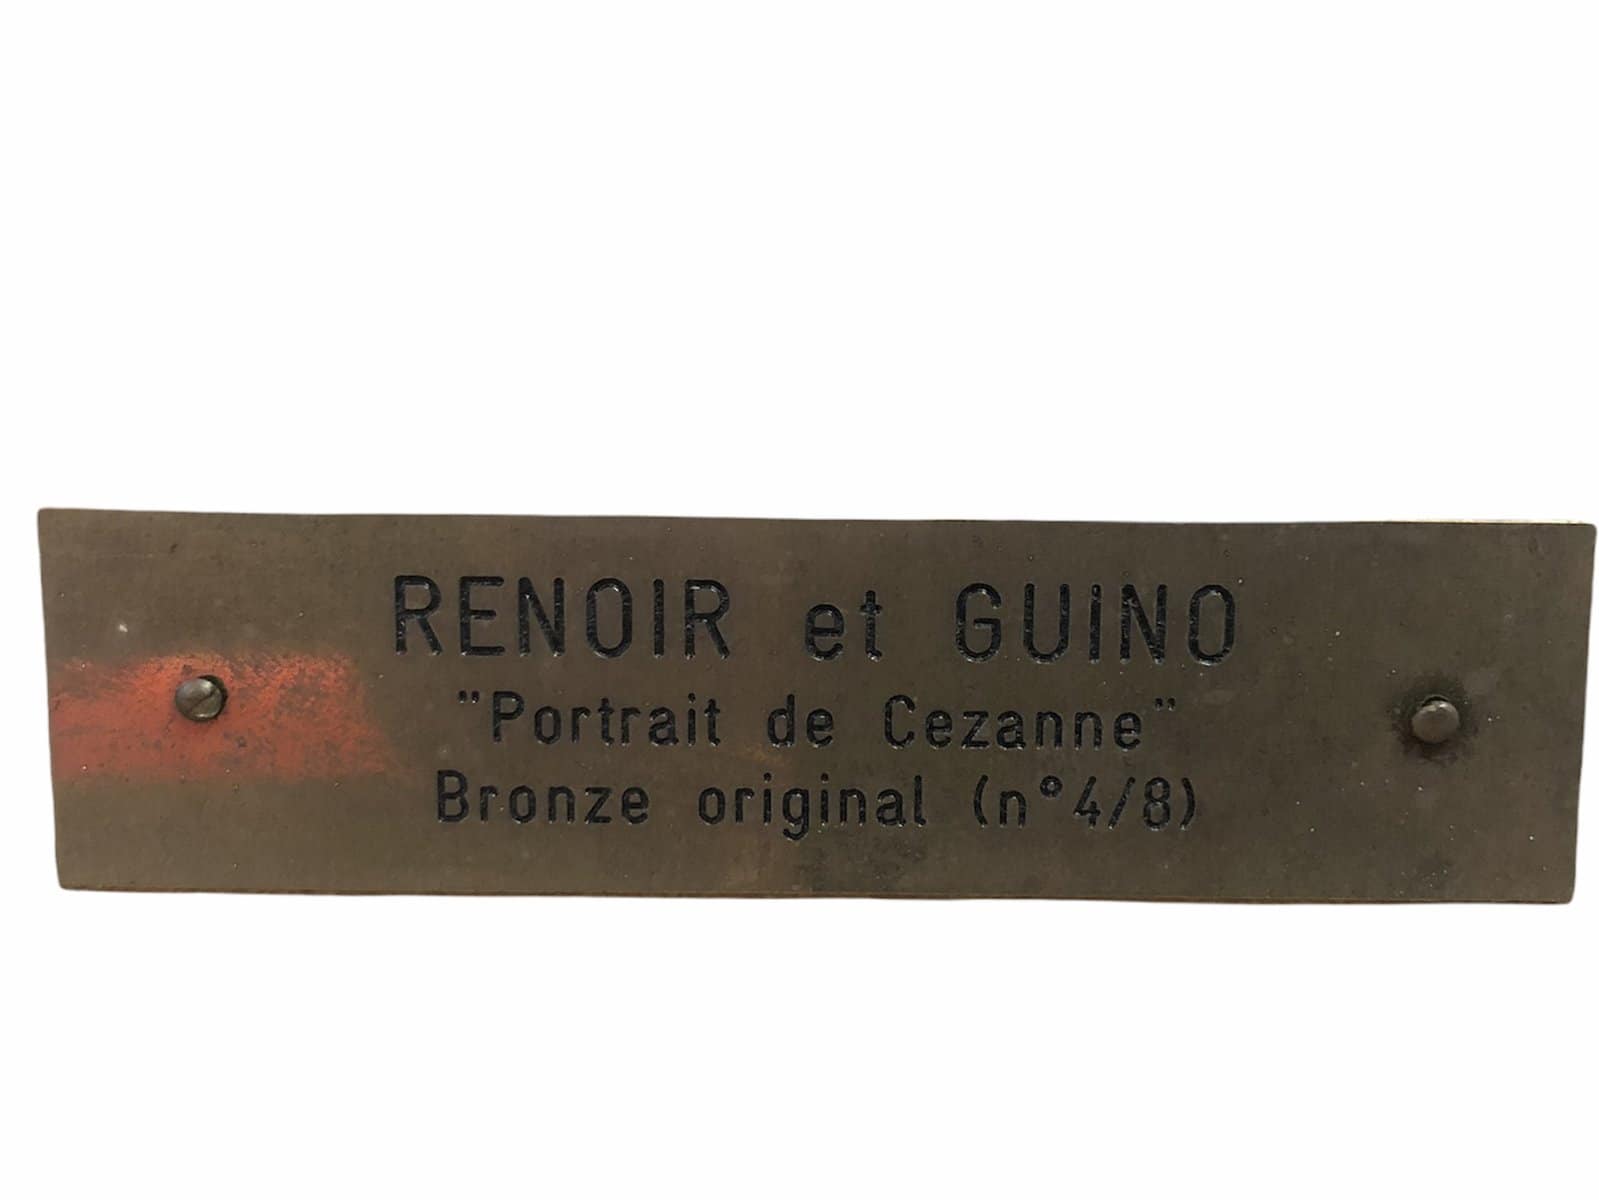 RENOIR et GUINO
"Portrait de Cezanne"
Bronze original (n°4/8)